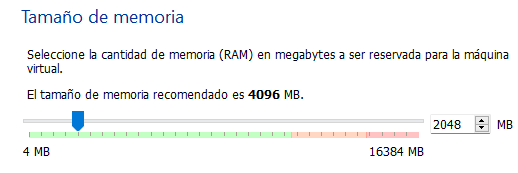 Tamaño de memoria
Seleccione la cantidad de memoria (RAM) en megabytes a ser reservada para la máquina
virtual.
El tamaño de memoria recomendado es 4096 MB.
2048 MB
4 MB 16384 MB